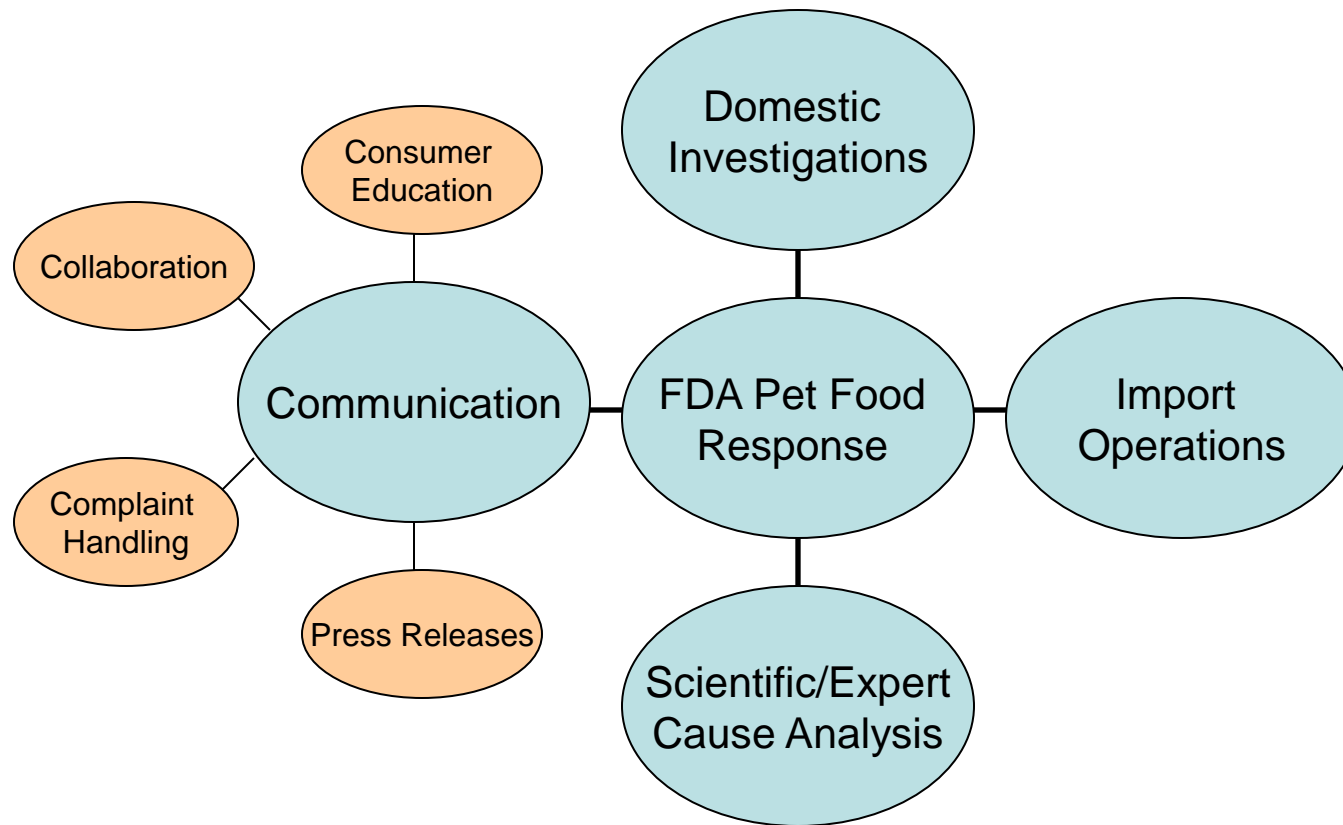 Domestic
Investigations
Consumer
Education
Collaboration
Communication
FDA Pet Food
Response
Import
Operations
Complaint
Handling
Press Releases
Scientific/Expert
Cause Analysis